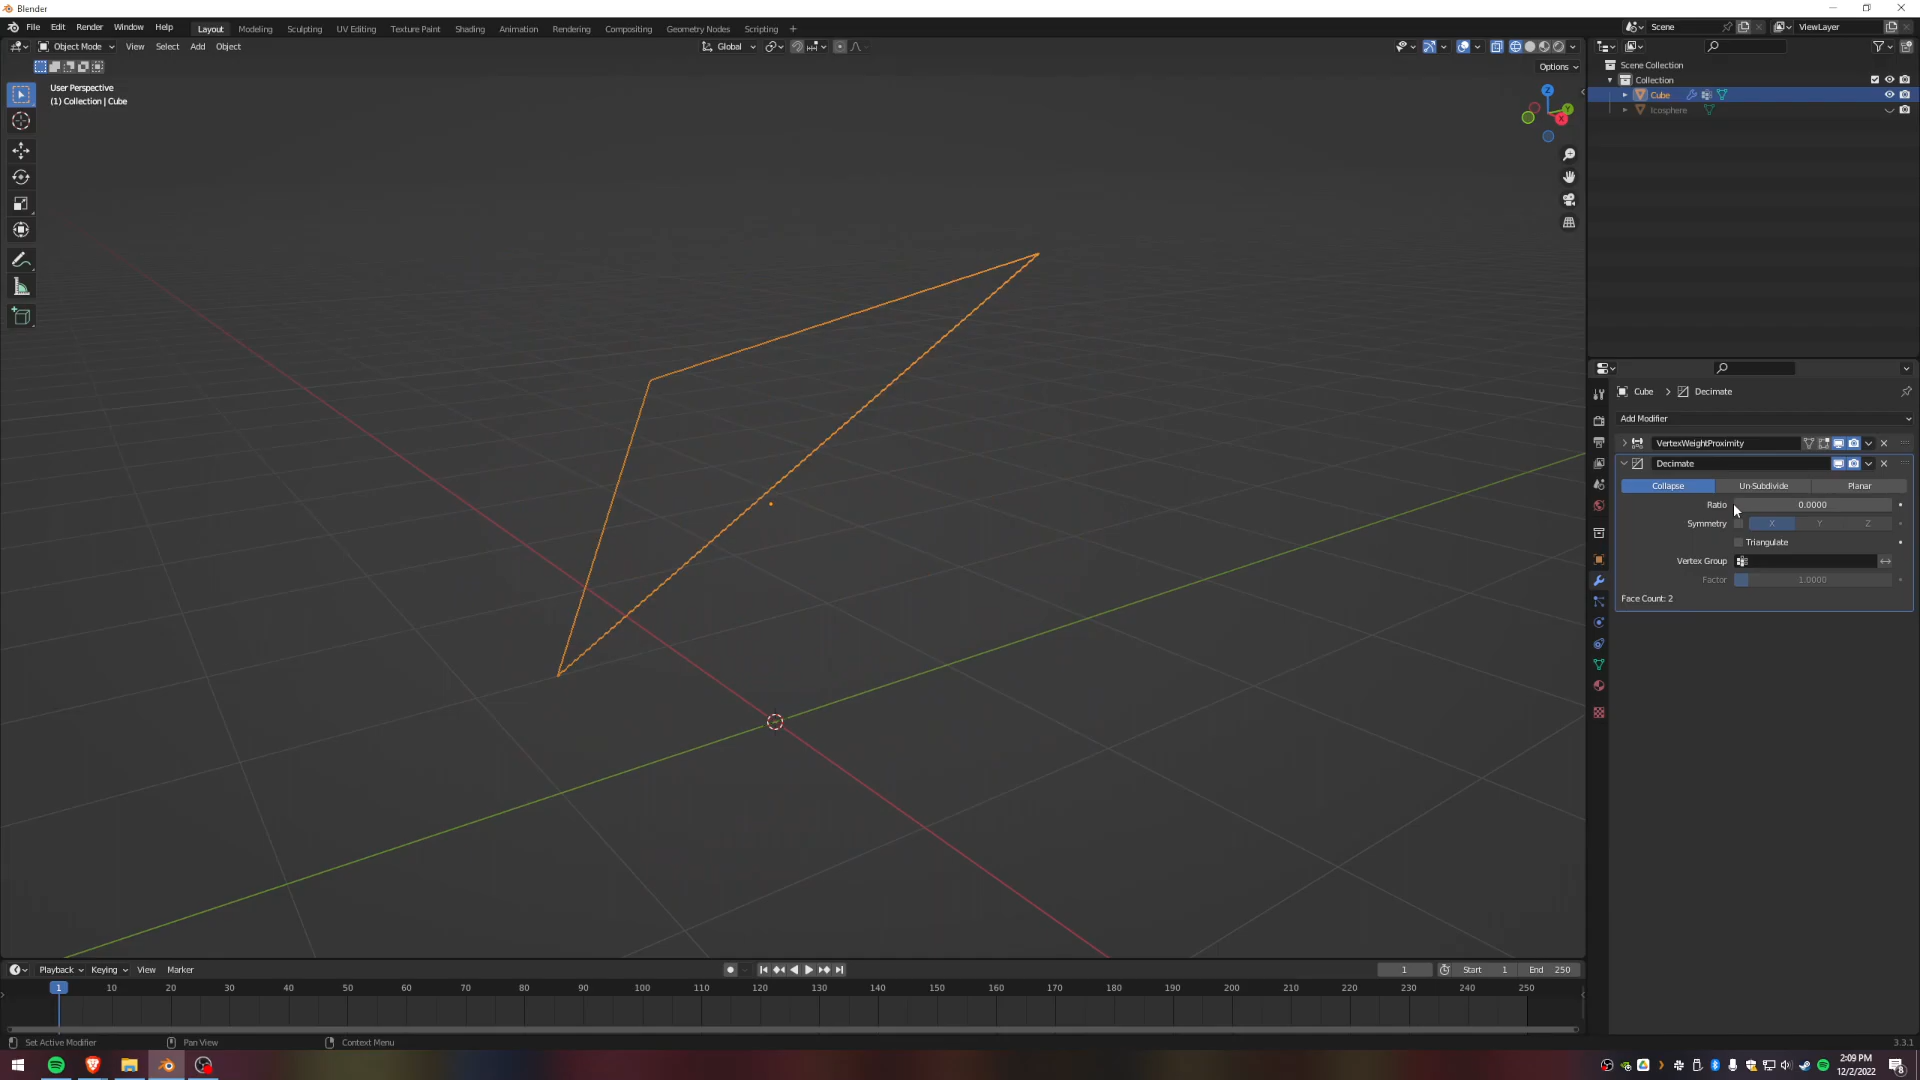 Blender
File Edit Render Window Help
Layout Modeling Sculpting UV Editing Texture Paint Shading Animation Rendering Compositing Geometry Nodes Scripting +
Scene
ViewLayer
Object Mode View Select Add Object
Global
Options
User Perspective
(1) Collection | Cube
Z
Y
X
Scene Collection
Collection
Cube
Icosphere
Cube > Decimate
Add Modifier
VertexWeightProximity
Decimate
Collapse Un-Subdivide Planar
Ratio 0.0000
Symmetry X Y Z
Triangulate
Vertex Group
Factor 1.0000
Face Count: 2
Playback Keying View Marker
1 Start 1 End 250
1 10 20 30 40 50 60 70 80 90 100 110 120 130 140 150 160 170 180 190 200 210 220 230 240 250
Set Active Modifier Pan View Context Menu
3.3.1
2:09 PM
12/2/2022
8